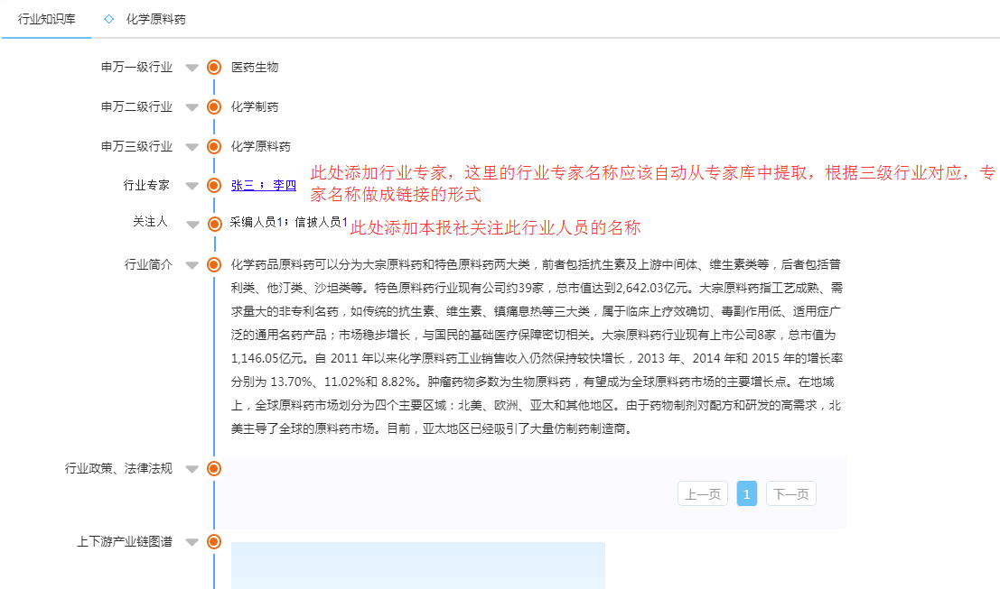 行业知识库 ◇ 化学原料药
申万一级行业 医药生物
申万二级行业 化学制药
申万三级行业 化学原料药
行业专家 张三 ; 李四 此处添加行业专家，这里的行业专家名称应该自动从专家库中提取，根据三级行业对应，专
家名称做成链接的形式
关注人 采编人员1；信披人员1 此处添加本报社关注此行业人员的名称
行业简介 化学药品原料药可以分为大宗原料药和特色原料药两大类，前者包括抗生素及上游中间体、维生素类等，后者包括普
利类、他汀类、沙坦类等。特色原料药行业现有公司约39家，总市值达到2,642.03亿元。大宗原料药指工艺成熟、需
求量大的非专利名药，如传统的抗生素、维生素、镇痛息热等三大类，属于临床上疗效确切、毒副作用低、适用症广
泛的通用名药产品；市场稳步增长，与国民的基础医疗保障密切相关。大宗原料药行业现有上市公司8家，总市值为
1,146.05亿元。自 2011 年以来化学原料药工业销售收入仍然保持较快增长，2013 年、2014 年和 2015 年的增长率
分别为 13.70%、11.02%和 8.82%。肿瘤药物多数为生物原料药，有望成为全球原料药市场的主要增长点。在地域
上，全球原料药市场划分为四个主要区域：北美、欧洲、亚太和其他地区。由于药物制剂对配方和研发的高需求，北
美主导了全球的原料药市场。目前，亚太地区已经吸引了大量仿制药制造商。
行业政策、法律法规
上一页 1 下一页
上下游产业链图谱